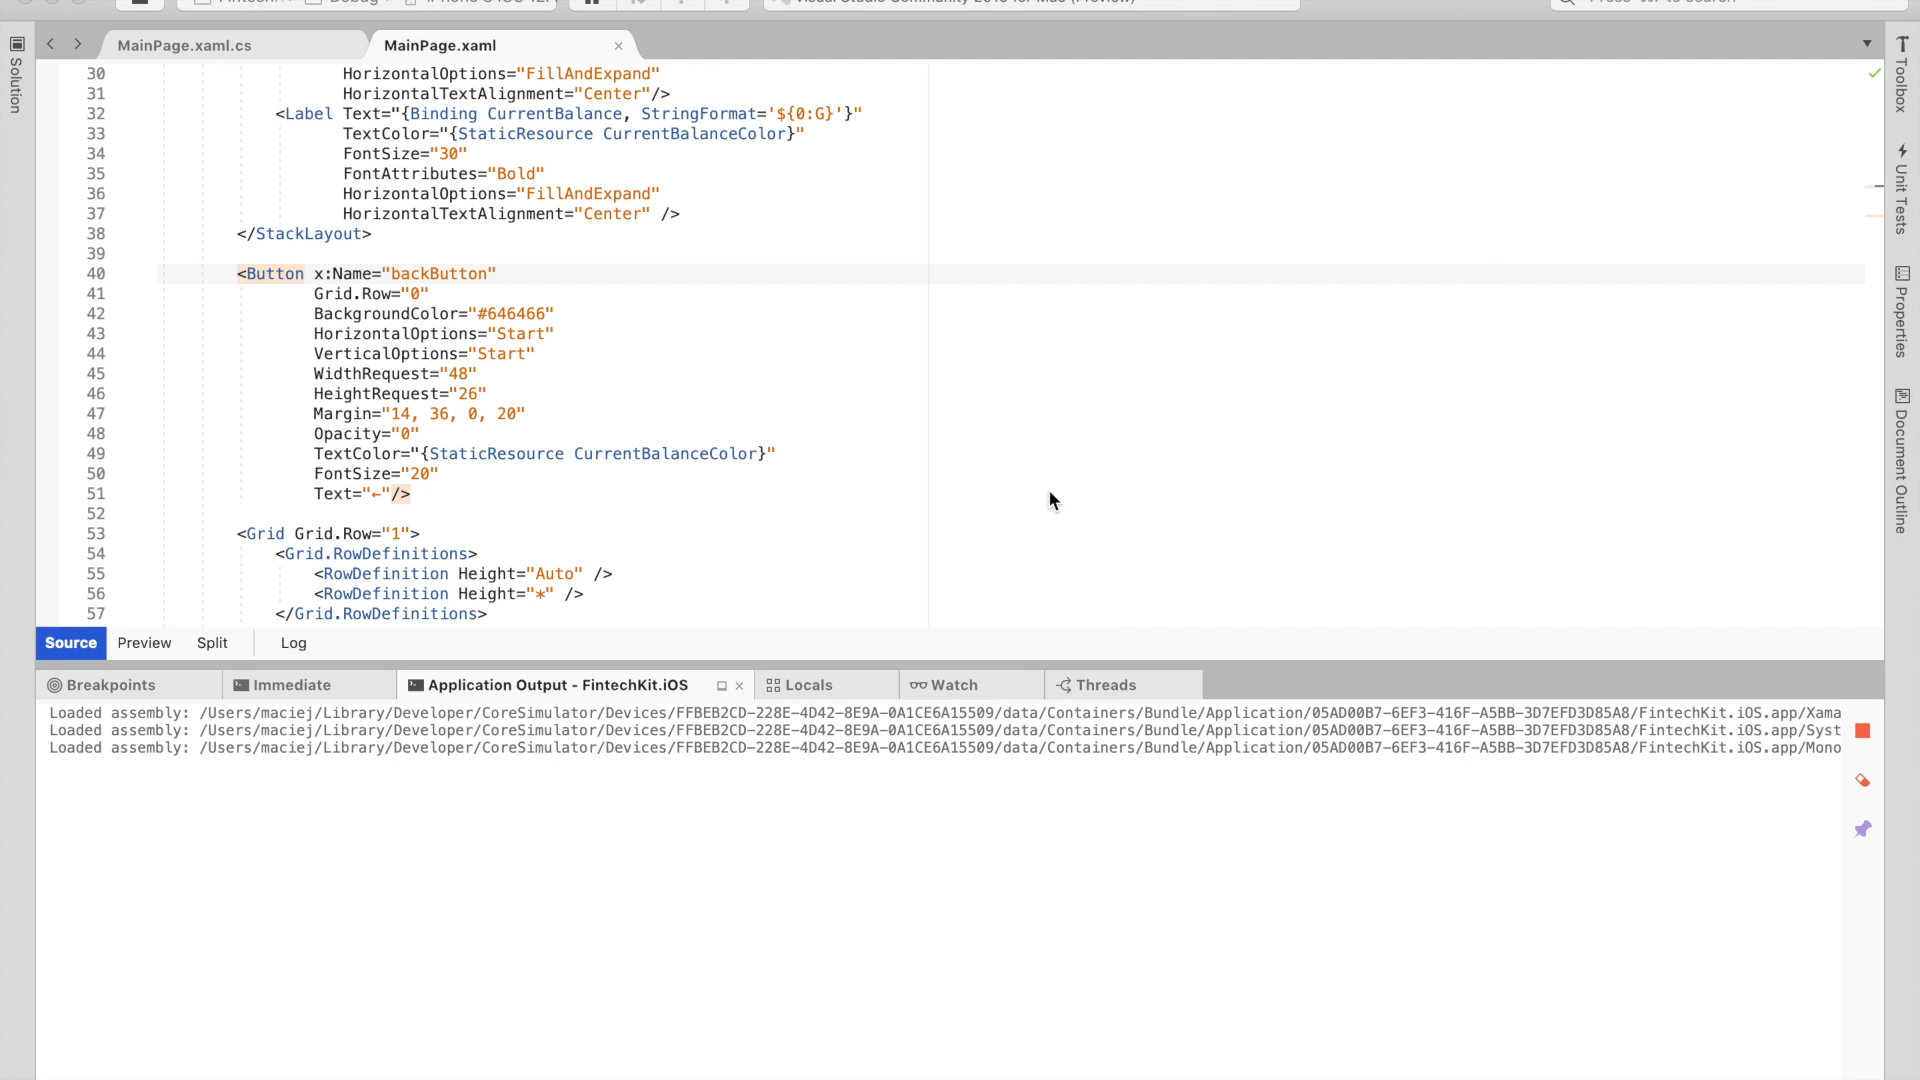 Solution
MainPage.xaml.cs
MainPage.xaml
30 HorizontalOptions="FillAndExpand"
31 HorizontalTextAlignment="Center"/>
32 <Label Text="{Binding CurrentBalance, StringFormat='${0:G}'}"
33 TextColor="{StaticResource CurrentBalanceColor}"
34 FontSize="30"
35 FontAttributes="Bold"
36 HorizontalOptions="FillAndExpand"
37 HorizontalTextAlignment="Center" />
38 </StackLayout>
39
40 <Button x:Name="backButton"
41 Grid.Row="0"
42 BackgroundColor="#646466"
43 HorizontalOptions="Start"
44 VerticalOptions="Start"
45 WidthRequest="48"
46 HeightRequest="26"
47 Margin="14, 36, 0, 20"
48 Opacity="0"
49 TextColor="{StaticResource CurrentBalanceColor}"
50 FontSize="20"
51 Text="←"/>
52
53 <Grid Grid.Row="1">
54 <Grid.RowDefinitions>
55 <RowDefinition Height="Auto" />
56 <RowDefinition Height="*" />
57 </Grid.RowDefinitions>
Toolbox
Unit Tests
Properties
Document Outline
Source Preview Split Log
Breakpoints Immediate Application Output - FintechKit.iOS Locals Watch Threads
Loaded assembly: /Users/maciej/Library/Developer/CoreSimulator/Devices/FFBEB2CD-228E-4D42-8E9A-0A1CE6A15509/data/Containers/Bundle/Application/05AD00B7-6EF3-416F-A5BB-3D7EFD3D85A8/FintechKit.iOS.app/Xama
Loaded assembly: /Users/maciej/Library/Developer/CoreSimulator/Devices/FFBEB2CD-228E-4D42-8E9A-0A1CE6A15509/data/Containers/Bundle/Application/05AD00B7-6EF3-416F-A5BB-3D7EFD3D85A8/FintechKit.iOS.app/Syst
Loaded assembly: /Users/maciej/Library/Developer/CoreSimulator/Devices/FFBEB2CD-228E-4D42-8E9A-0A1CE6A15509/data/Containers/Bundle/Application/05AD00B7-6EF3-416F-A5BB-3D7EFD3D85A8/FintechKit.iOS.app/Mono